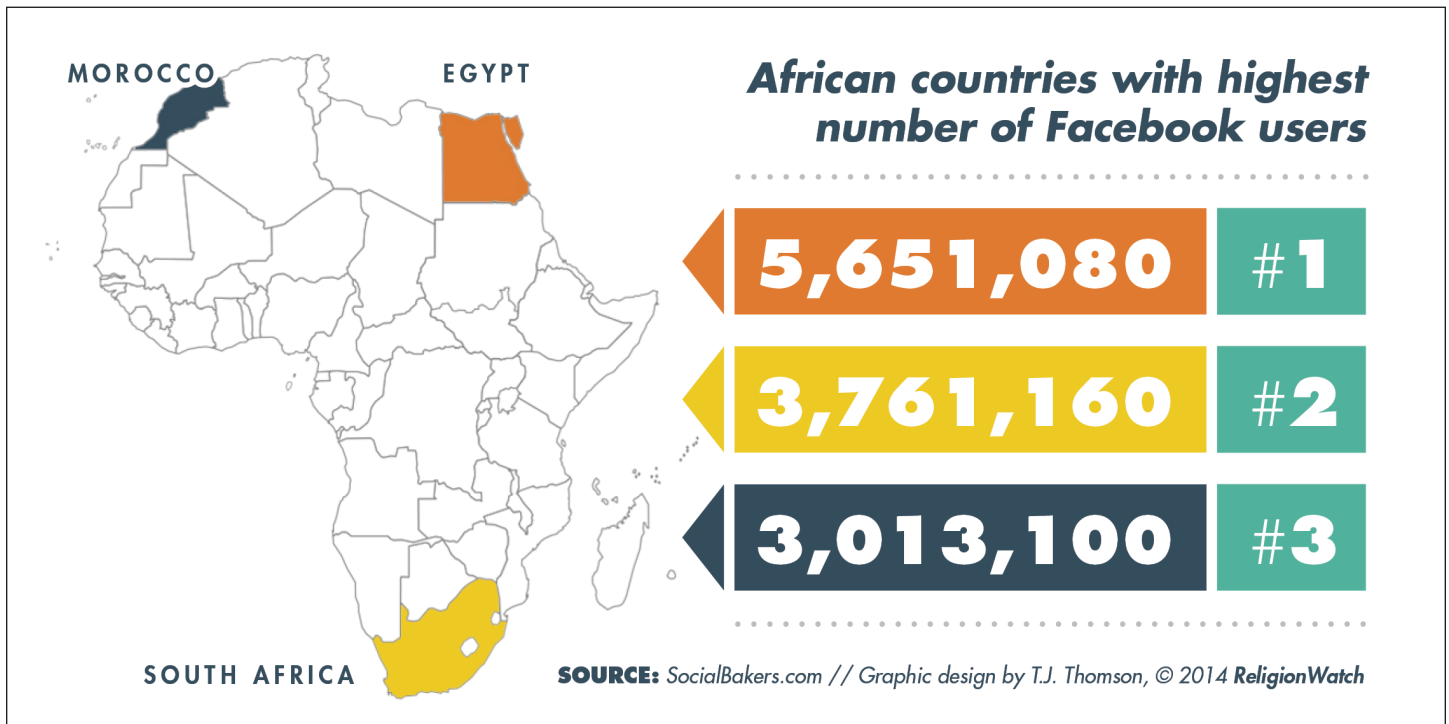 MOROCCO
EGYPT
African countries with highest
number of Facebook users
5,651,080 #1
3,761,160 #2
3,013,100 #3
SOUTH AFRICA
SOURCE: SocialBakers.com // Graphic design by T.J. Thomson, © 2014 ReligionWatch